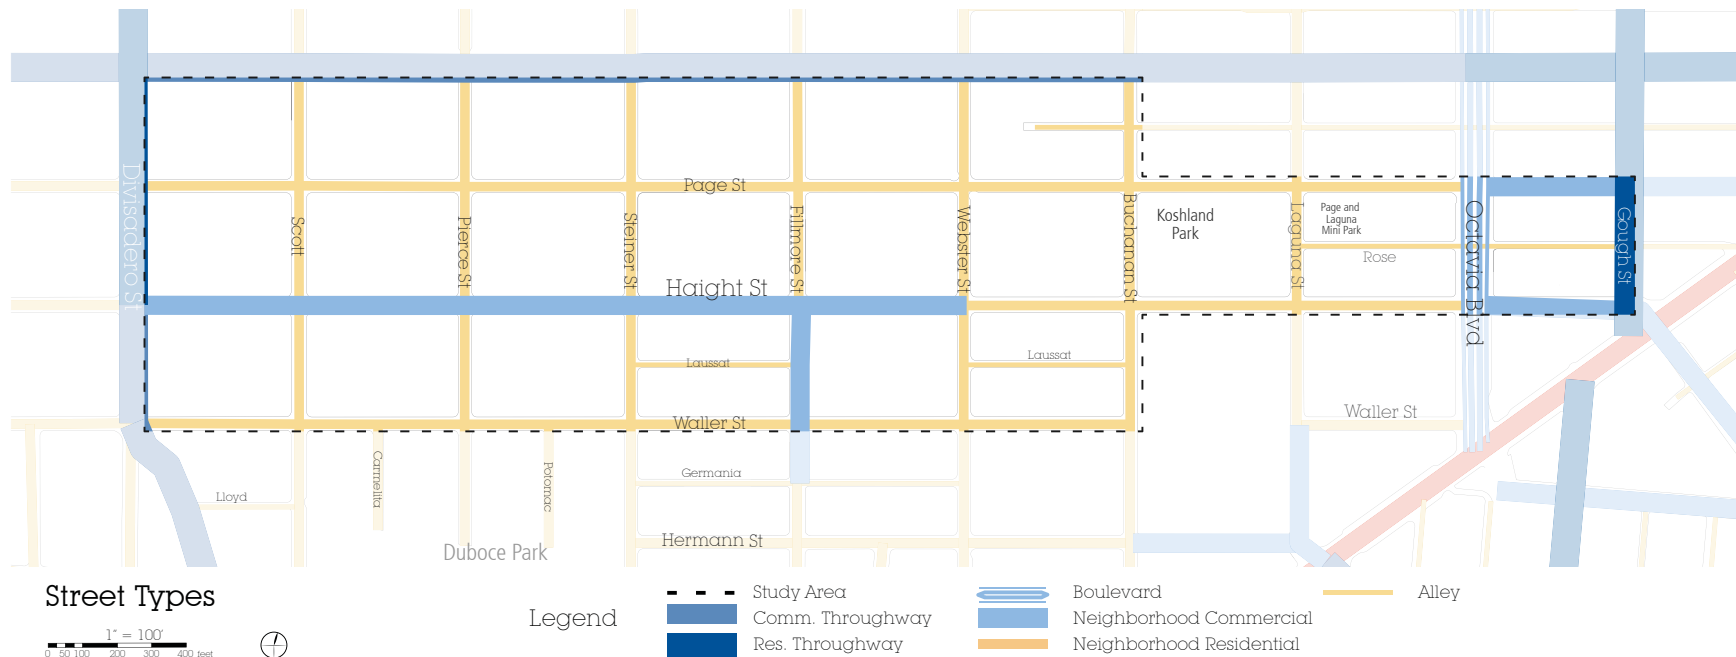 Divisadero St
Scott
Pierce St
Steiner St
Fillmore St
Webster St
Buchanan St
Laguna St
Octavia Blvd
Gough St
Page St
Koshland
Park
Page and
Laguna
Mini Park
Rose
Haight St
Laussat
Laussat
Waller St
Waller St
Carmelita
Potomac
Germania
Lloyd
Hermann St
Duboce Park
Street Types
1" = 100'
0 50 100 200 300 400 feet
Legend
Study Area
Comm. Throughway
Res. Throughway
Boulevard
Neighborhood Commercial
Neighborhood Residential
Alley